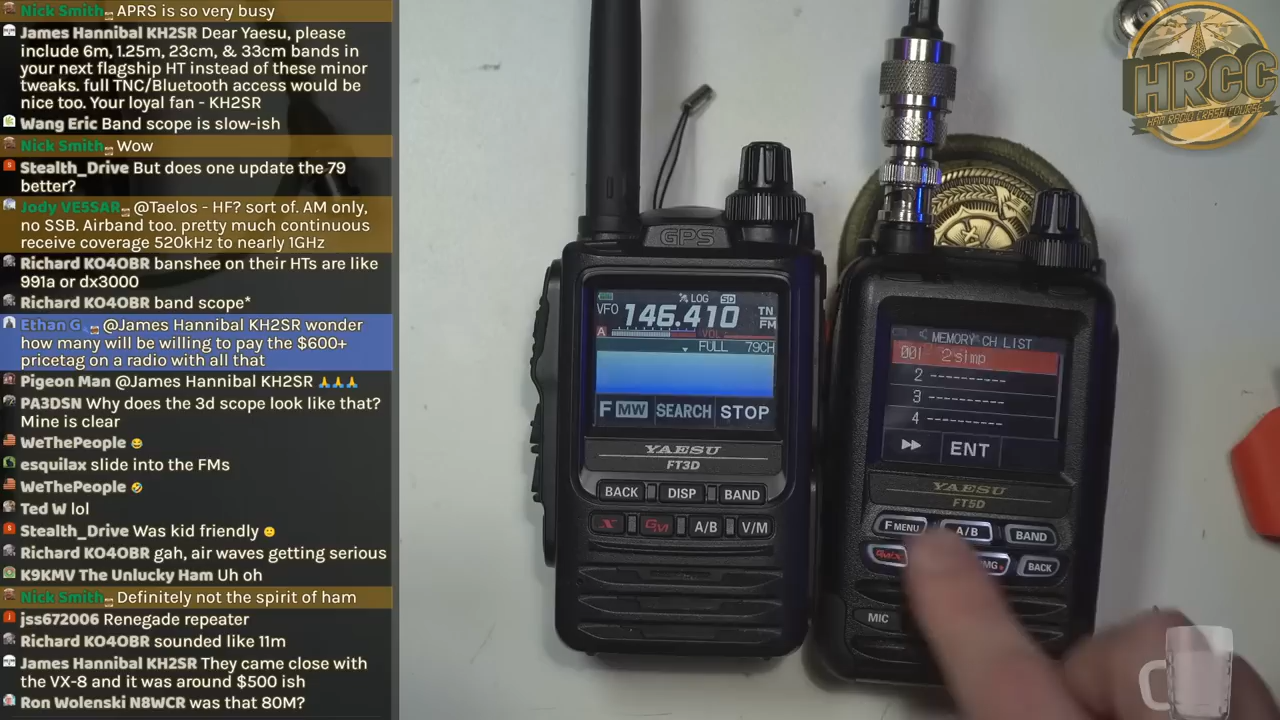 Nick Smith APRS is so very busy
James Hannibal KH2SR Dear Yaesu, please
include 6m, 1.25m, 23cm, & 33cm bands in
your next flagship HT instead of these minor
tweaks. full TNC/Bluetooth access would be
nice too. Your loyal fan - KH2SR
Wang Eric Band scope is slow-ish
Nick Smith Wow
Stealth_Drive But does one update the 79
better?
Jody VE5SAR @Taelos - HF? sort of. AM only,
no SSB. Airband too. pretty much continuous
receive coverage 520kHz to nearly 1GHz
Richard KO4OBR banshee on their HTs are like
991a or dx3000
Richard KO4OBR band scope*
Ethan G @James Hannibal KH2SR wonder
how many will be willing to pay the $600+
pricetag on a radio with all that
Pigeon Man @James Hannibal KH2SR 🙏🙏🙏
PA3DSN Why does the 3d scope look like that?
Mine is clear
WeThePeople 😂
esquilax slide into the FMs
WeThePeople 🤣
Ted W lol
Stealth_Drive Was kid friendly 🙂
Richard KO4OBR gah, air waves getting serious
K9KMV The Unlucky Ham Uh oh
Nick Smith Definitely not the spirit of ham
jss672006 Renegade repeater
Richard KO4OBR sounded like 11m
James Hannibal KH2SR They came close with
the VX-8 and it was around $500 ish
Ron Wolenski N8WCR was that 80M?
HRCC
HAM RADIO CRASH COURSE
GPS
LOG SD
VFO 146.410 TN
FM
A VOL
FULL 79CH
F MW SEARCH STOP
YAESU
FT3D
BACK DISP BAND
X GM A/B V/M
< MEMORY CH LIST
001 2 simp
2 ----------
3 ----------
4 ----------
ENT
YAESU
FT5D
F MENU A/B BAND
BACK
MIC